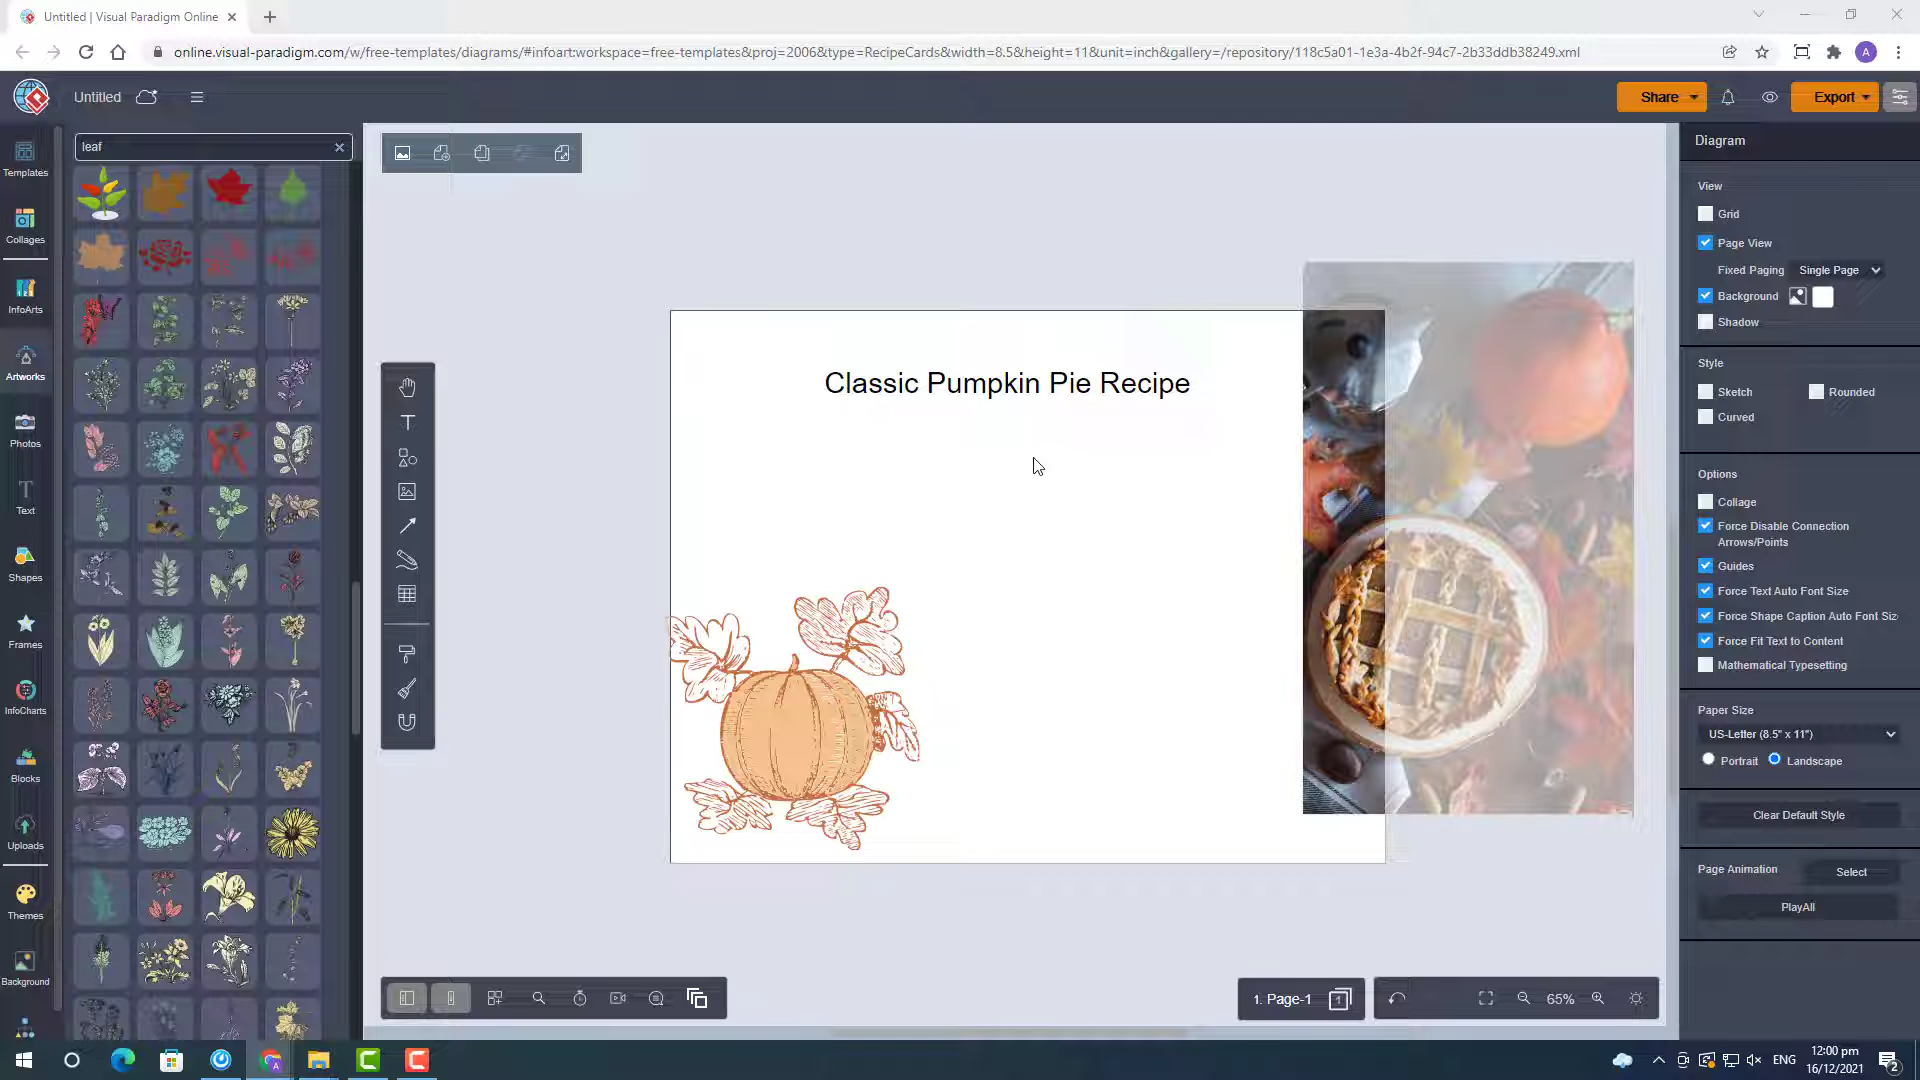 Untitled | Visual Paradigm Online
online.visual-paradigm.com/w/free-templates/diagrams/#infoart:workspace=free-templates&proj=2006&type=RecipeCards&width=8.5&height=11&unit=inch&gallery=/repository/118c5a01-1e3a-4b2f-94c7-2b33ddb38249.xml
A
Untitled
Share
Export
Templates
Collages
InfoArts
Artworks
Photos
Text
Shapes
Frames
InfoCharts
Blocks
Uploads
Themes
Background
leaf
Classic Pumpkin Pie Recipe
1. Page-1
1
65%
Diagram
View
Grid
Page View
Fixed Paging Single Page
Background
Shadow
Style
Sketch Rounded
Curved
Options
Collage
Force Disable Connection
Arrows/Points
Guides
Force Text Auto Font Size
Force Shape Caption Auto Font Siz
Force Fit Text to Content
Mathematical Typesetting
Paper Size
US-Letter (8.5" x 11")
Portrait Landscape
Clear Default Style
Page Animation Select
PlayAll
ENG
12:00 pm
16/12/2021
2